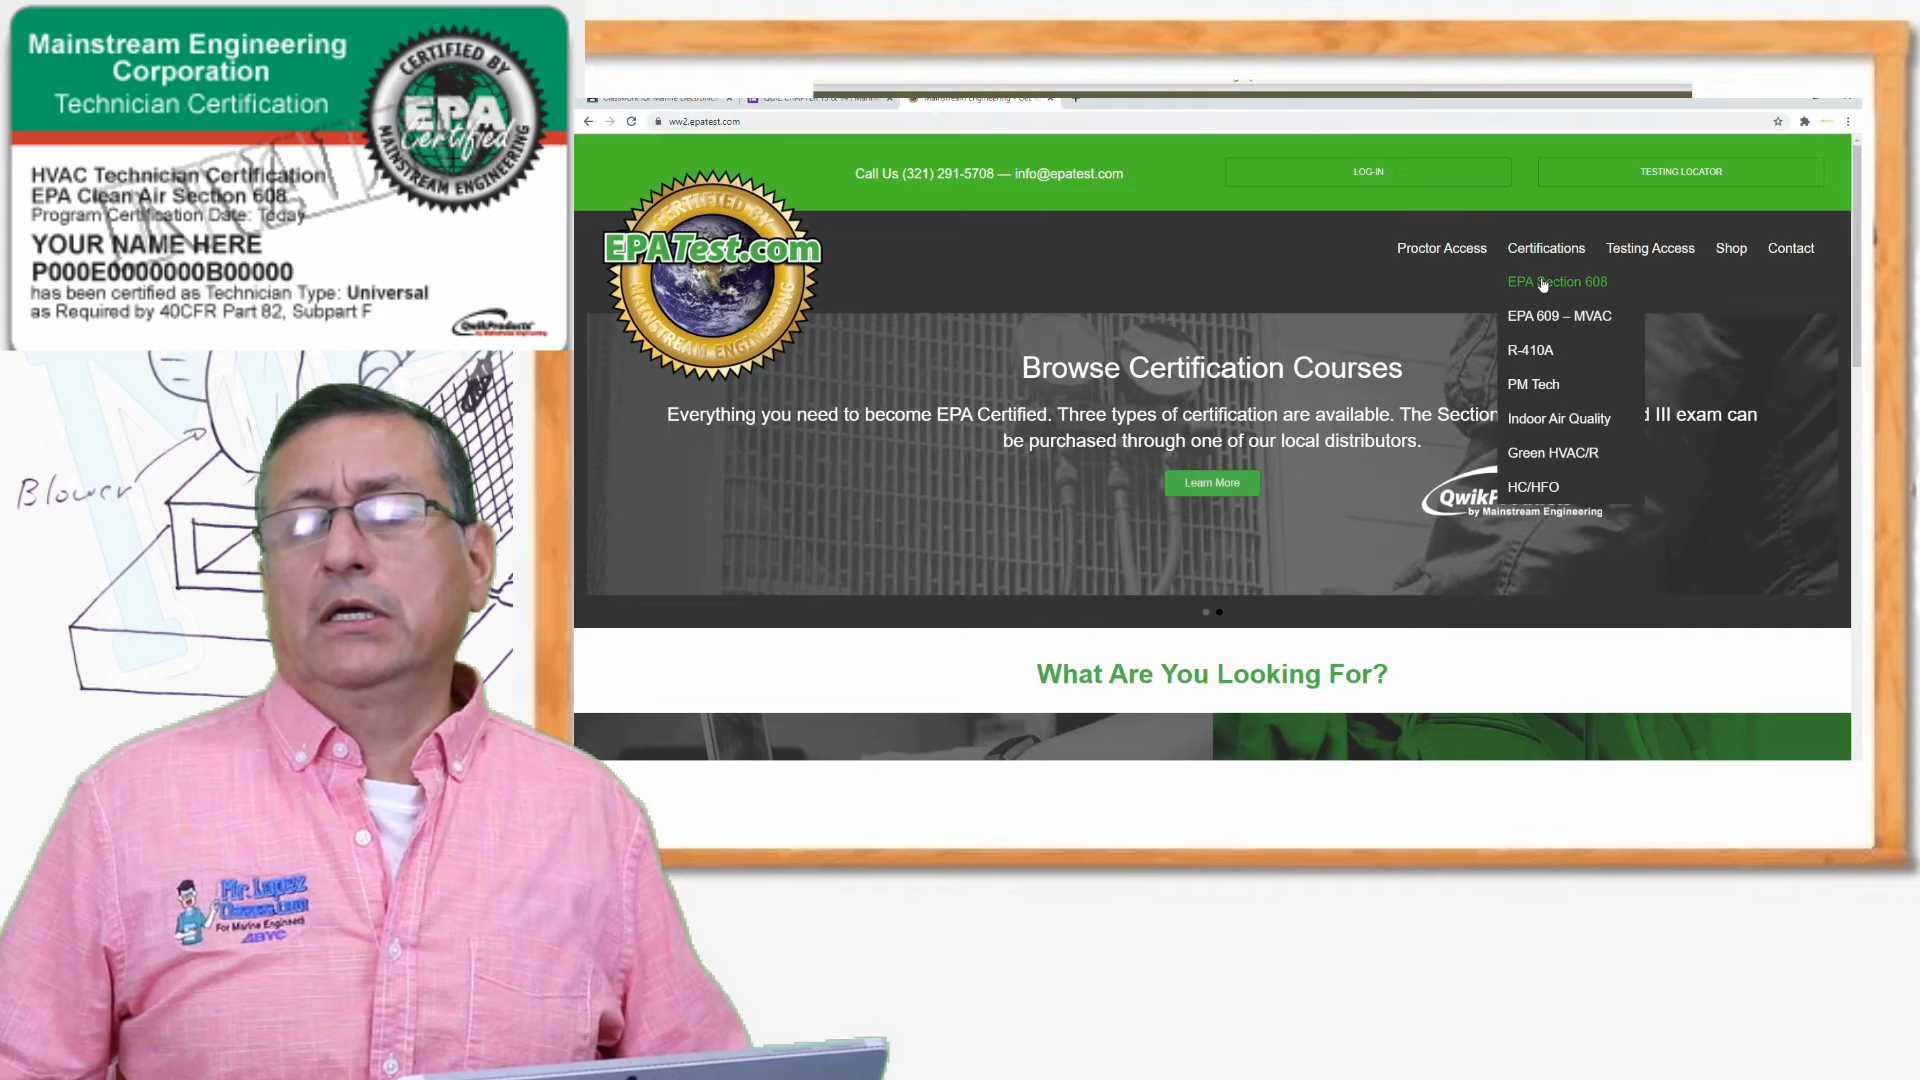 Mainstream Engineering
Corporation
Technician Certification
CERTIFIED BY
EPA
Certified
MAINSTREAM ENGINEERING
HVAC Technician Certification
EPA Clean Air Section 608
Program Certification Date: Today
YOUR NAME HERE
P000E0000000B00000
has been certified as Technician Type: Universal
as Required by 40CFR Part 82, Subpart F
QwikProducts
by Mainstream Engineering
Blower
Mr. Lopez
Classes.com
For Marine Engineers
ABYC
ww2.epatest.com
Call Us (321) 291-5708 — info@epatest.com
LOG-IN
TESTING LOCATOR
CERTIFIED BY
EPATest.com
MAINSTREAM ENGINEERING
Proctor Access
Certifications
Testing Access
Shop
Contact
EPA Section 608
EPA 609 – MVAC
R-410A
PM Tech
Indoor Air Quality
Green HVAC/R
HC/HFO
Browse Certification Courses
Everything you need to become EPA Certified. Three types of certification are available. The Section d III exam can
be purchased through one of our local distributors.
Learn More
by Mainstream Engineering
What Are You Looking For?